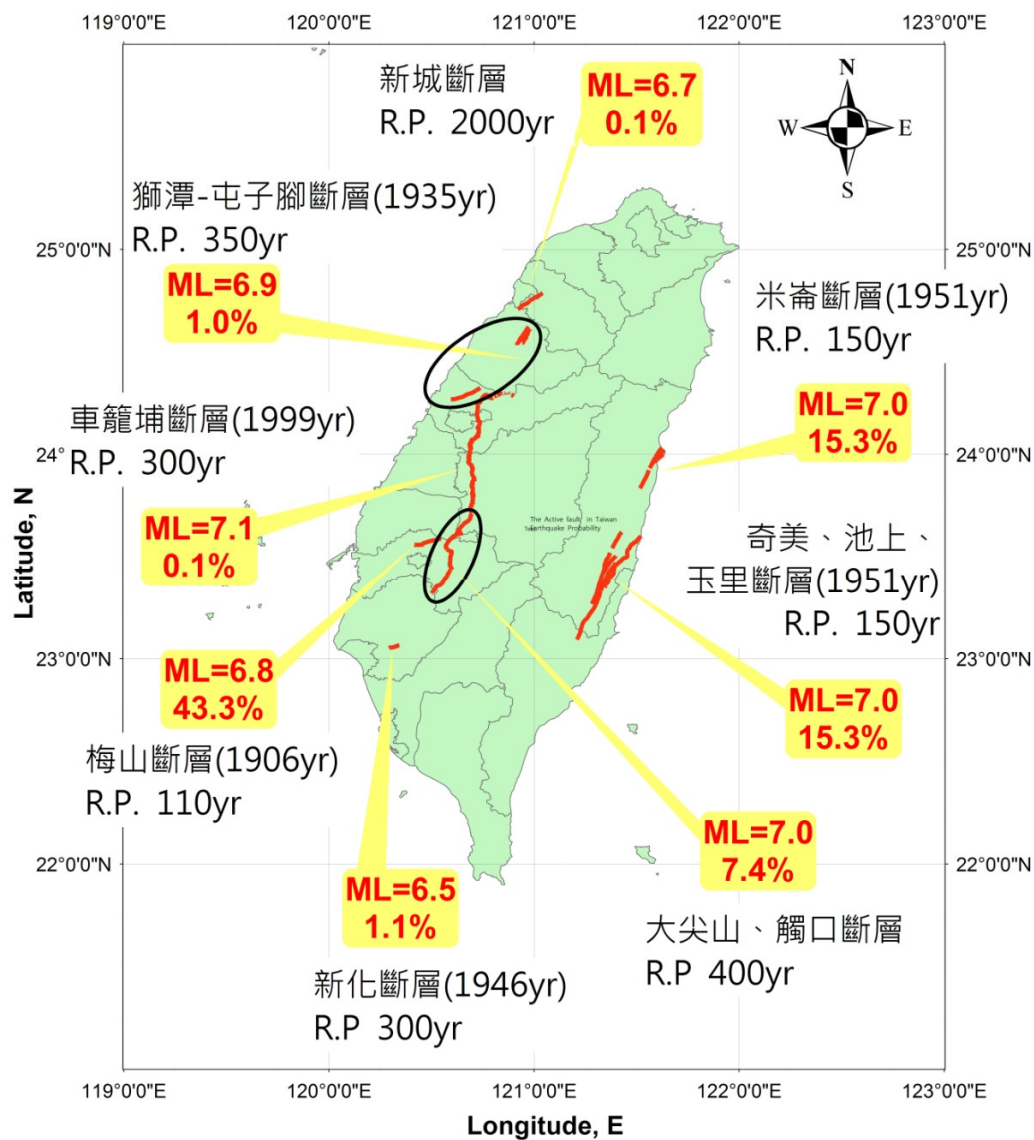 119°0'0"E
120°0'0"E
121°0'0"E
122°0'0"E
123°0'0"E
新城斷層
R.P. 2000yr
ML=6.7
0.1%
N
W
E
S
獅潭-屯子腳斷層(1935yr)
R.P. 350yr
ML=6.9
1.0%
25°0'0"N
25°0'0"N
米崙斷層(1951yr)
R.P. 150yr
ML=7.0
15.3%
車籠埔斷層(1999yr)
R.P. 300yr
ML=7.1
0.1%
24°
24°0'0"N
The Active fault in Taiwan
Earthquake Probability
奇美、池上、
玉里斷層(1951yr)
R.P. 150yr
ML=7.0
15.3%
Latitude, N
23°0'0"N
23°0'0"N
ML=6.8
43.3%
梅山斷層(1906yr)
R.P. 110yr
ML=7.0
7.4%
大尖山、觸口斷層
R.P 400yr
22°0'0"N
22°0'0"N
ML=6.5
1.1%
新化斷層(1946yr)
R.P 300yr
119°0'0"E
120°0'0"E
121°0'0"E
122°0'0"E
123°0'0"E
Longitude, E